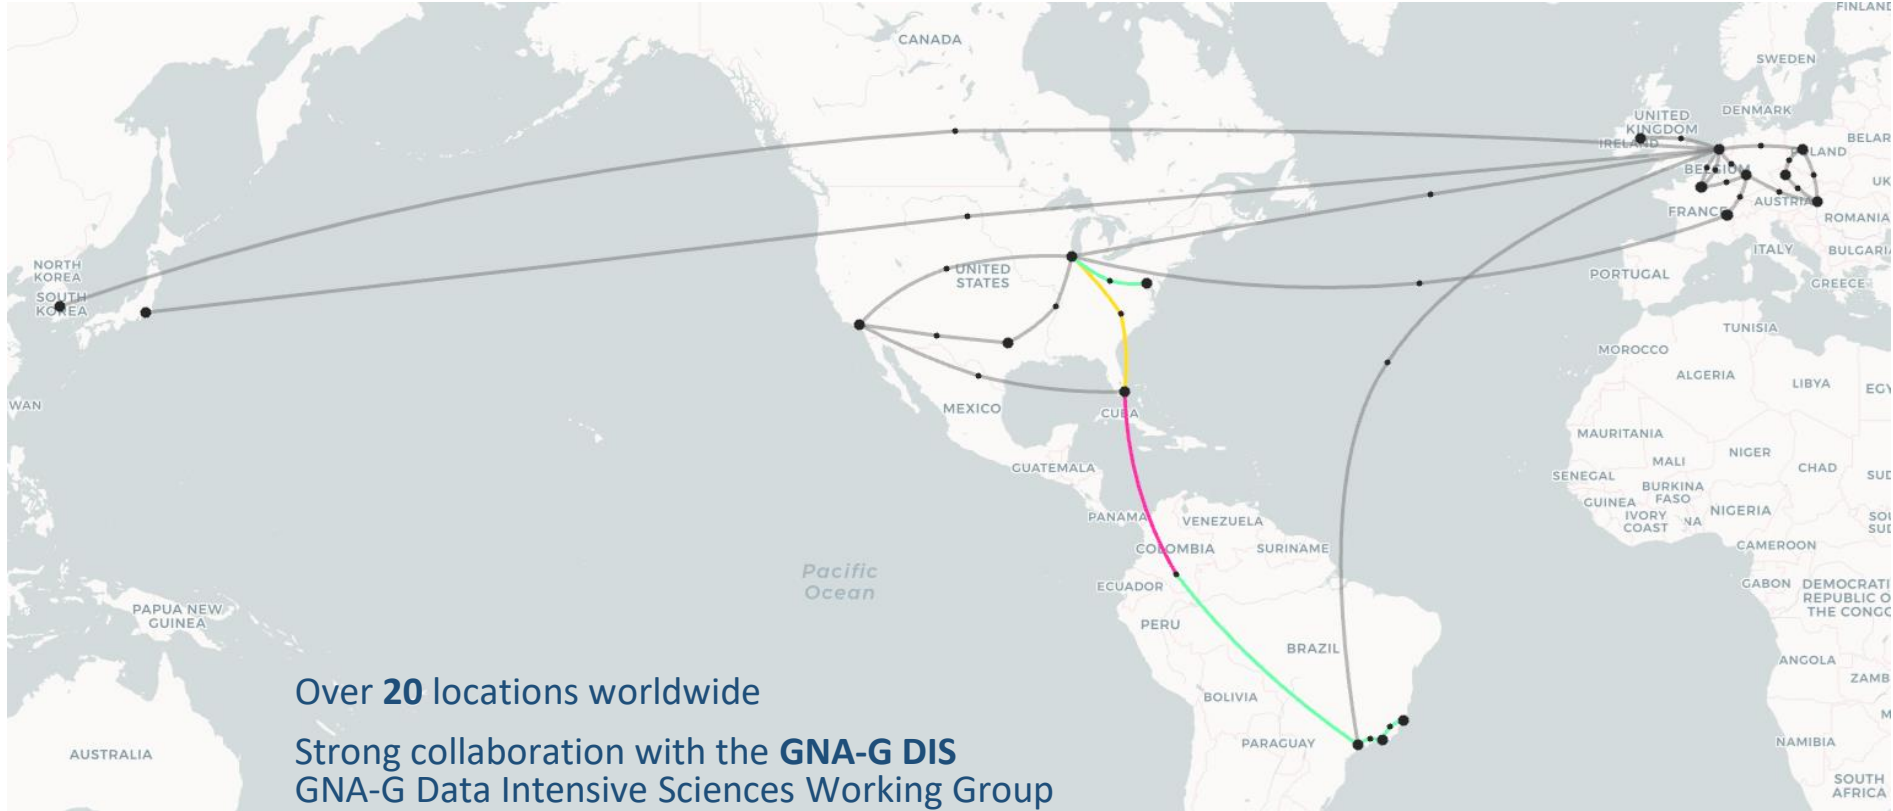 FINLAND
CANADA
SWEDEN
DENMARK
UNITED
KINGDOM
IRELAND
BELAR
POLAND
BELGIUM
UK
AUSTRIA
FRANCE
ROMANIA
ITALY
BULGARIA
NORTH
KOREA
SOUTH
KOREA
UNITED
STATES
PORTUGAL
GREECE
TUNISIA
MOROCCO
ALGERIA
LIBYA
EGY
WAN
MEXICO
CUBA
MAURITANIA
NIGER
MALI
CHAD
GUATEMALA
SENEGAL
SUD
BURKINA
FASO
GUINEA
NIGERIA
IVORY
COAST
NA
SOU
SUD
PANAMA
VENEZUELA
COLOMBIA
SURINAME
CAMEROON
Pacific
Ocean
ECUADOR
GABON
DEMOCRATI
REPUBLIC O
THE CONGO
PAPUA NEW
GUINEA
PERU
BRAZIL
ANGOLA
ZAMB
BOLIVIA
Over 20 locations worldwide
PARAGUAY
NAMIBIA
AUSTRALIA
Strong collaboration with the GNA-G DIS
GNA-G Data Intensive Sciences Working Group
SOUTH
AFRICA